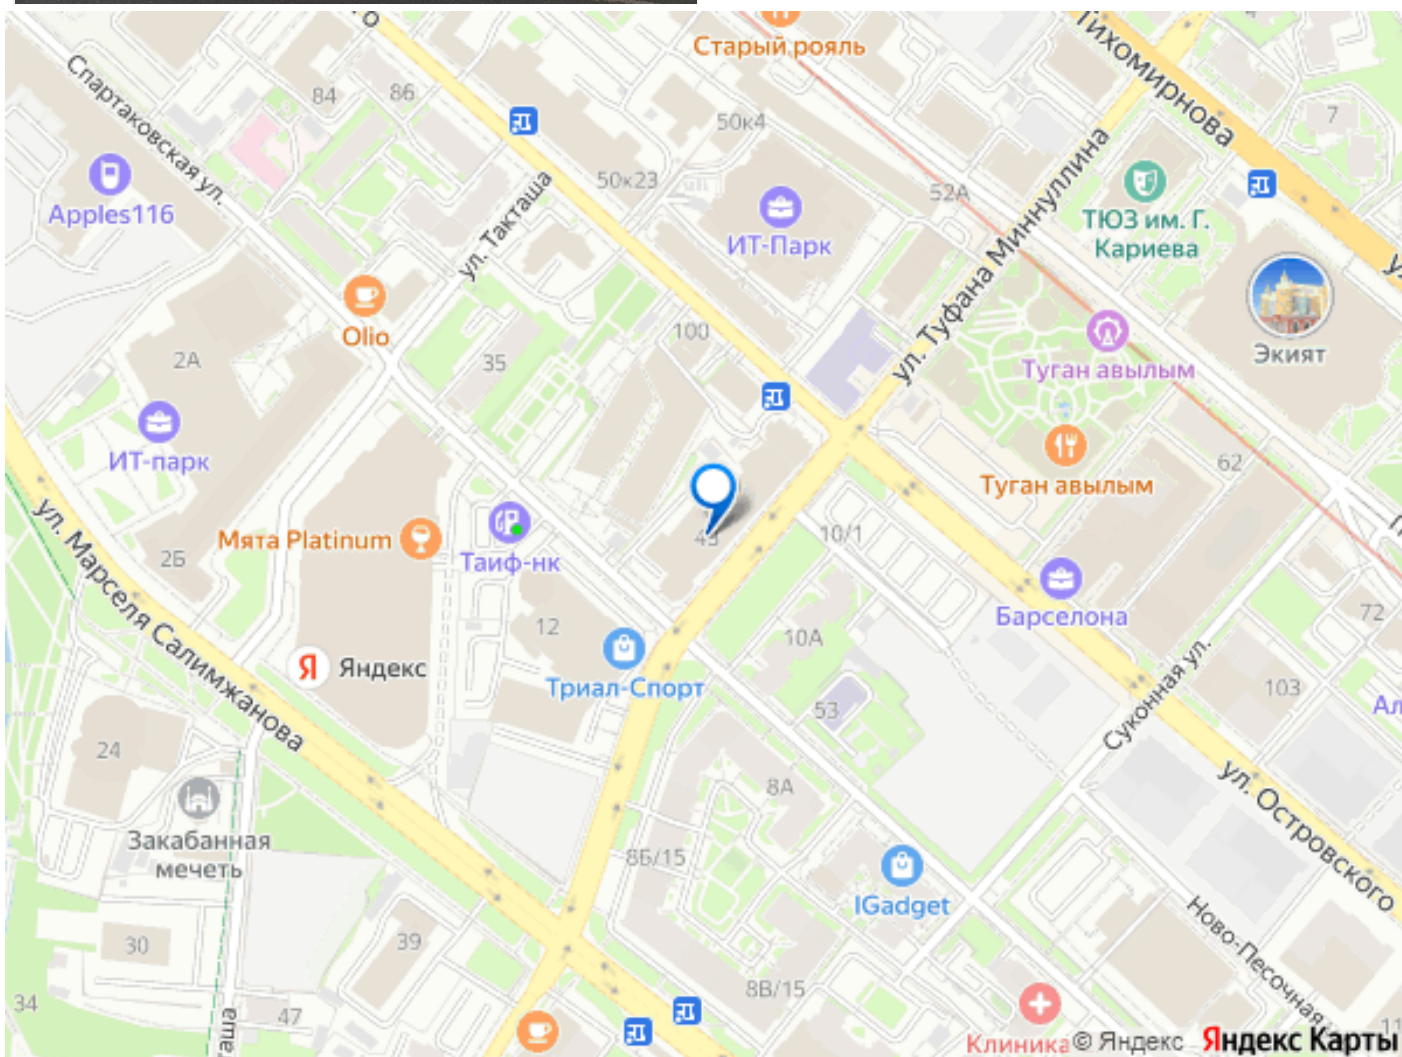 Старый рояль
ул. Тихомирнова
Спартаковская ул.
84
86
50к4
7
50к23
52А
Apples116
ул. Такташа
ИТ-Парк
ул. Туфана Миннуллина
ТЮЗ им. Г.
Кариева
Olio
100
2А
35
Туган авылым
Экият
ИТ-парк
Туган авылым
62
ул. Марселя Салимжанова
Мята Platinum
Таиф-нк
2Б
10/1
Барселона
72
12
10А
Я Яндекс
Триал-Спорт
53
103
Суконная ул.
24
8А
ул. Островского
Закабанная
мечеть
8Б/15
IGadget
Ново-Песочная
30
39
34
47
8В/15
Клиника
© Яндекс Яндекс Карты